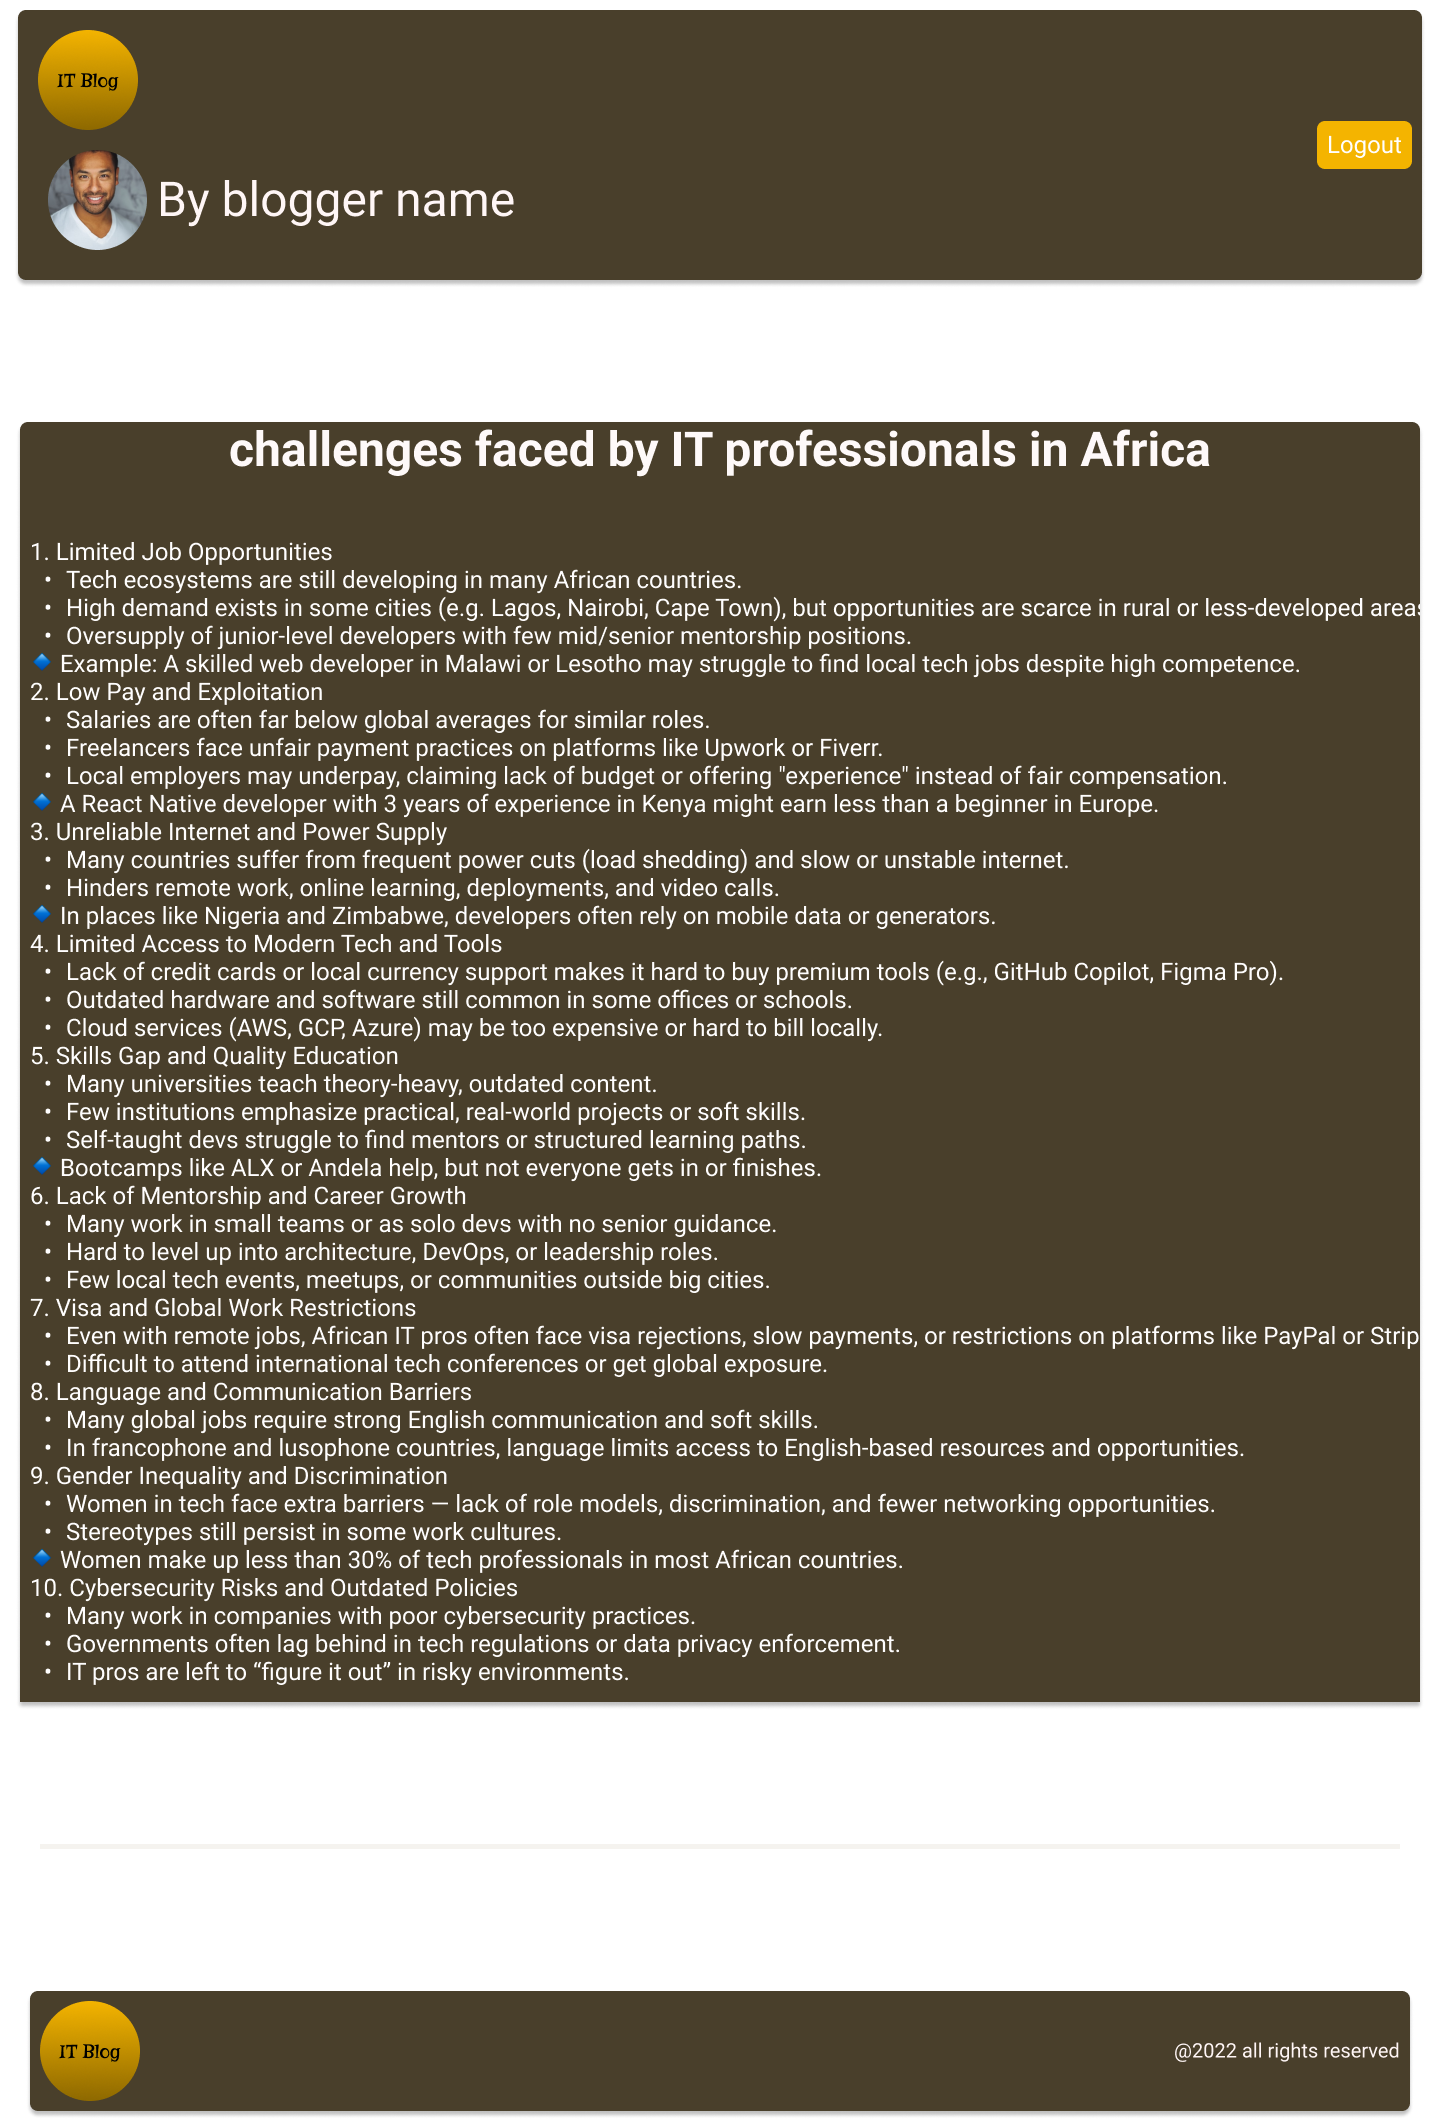 IT Blog
Logout
By blogger name
challenges faced by IT professionals in Africa
1. Limited Job Opportunities
• Tech ecosystems are still developing in many African countries.
• High demand exists in some cities (e.g. Lagos, Nairobi, Cape Town), but opportunities are scarce in rural or less-developed areas
• Oversupply of junior-level developers with few mid/senior mentorship positions.
🔹 Example: A skilled web developer in Malawi or Lesotho may struggle to find local tech jobs despite high competence.
2. Low Pay and Exploitation
• Salaries are often far below global averages for similar roles.
• Freelancers face unfair payment practices on platforms like Upwork or Fiverr.
• Local employers may underpay, claiming lack of budget or offering "experience" instead of fair compensation.
🔹 A React Native developer with 3 years of experience in Kenya might earn less than a beginner in Europe.
3. Unreliable Internet and Power Supply
• Many countries suffer from frequent power cuts (load shedding) and slow or unstable internet.
• Hinders remote work, online learning, deployments, and video calls.
🔹 In places like Nigeria and Zimbabwe, developers often rely on mobile data or generators.
4. Limited Access to Modern Tech and Tools
• Lack of credit cards or local currency support makes it hard to buy premium tools (e.g., GitHub Copilot, Figma Pro).
• Outdated hardware and software still common in some offices or schools.
• Cloud services (AWS, GCP, Azure) may be too expensive or hard to bill locally.
5. Skills Gap and Quality Education
• Many universities teach theory-heavy, outdated content.
• Few institutions emphasize practical, real-world projects or soft skills.
• Self-taught devs struggle to find mentors or structured learning paths.
🔹 Bootcamps like ALX or Andela help, but not everyone gets in or finishes.
6. Lack of Mentorship and Career Growth
• Many work in small teams or as solo devs with no senior guidance.
• Hard to level up into architecture, DevOps, or leadership roles.
• Few local tech events, meetups, or communities outside big cities.
7. Visa and Global Work Restrictions
• Even with remote jobs, African IT pros often face visa rejections, slow payments, or restrictions on platforms like PayPal or Strip
• Difficult to attend international tech conferences or get global exposure.
8. Language and Communication Barriers
• Many global jobs require strong English communication and soft skills.
• In francophone and lusophone countries, language limits access to English-based resources and opportunities.
9. Gender Inequality and Discrimination
• Women in tech face extra barriers — lack of role models, discrimination, and fewer networking opportunities.
• Stereotypes still persist in some work cultures.
🔹 Women make up less than 30% of tech professionals in most African countries.
10. Cybersecurity Risks and Outdated Policies
• Many work in companies with poor cybersecurity practices.
• Governments often lag behind in tech regulations or data privacy enforcement.
• IT pros are left to “figure it out” in risky environments.
IT Blog
@2022 all rights reserved